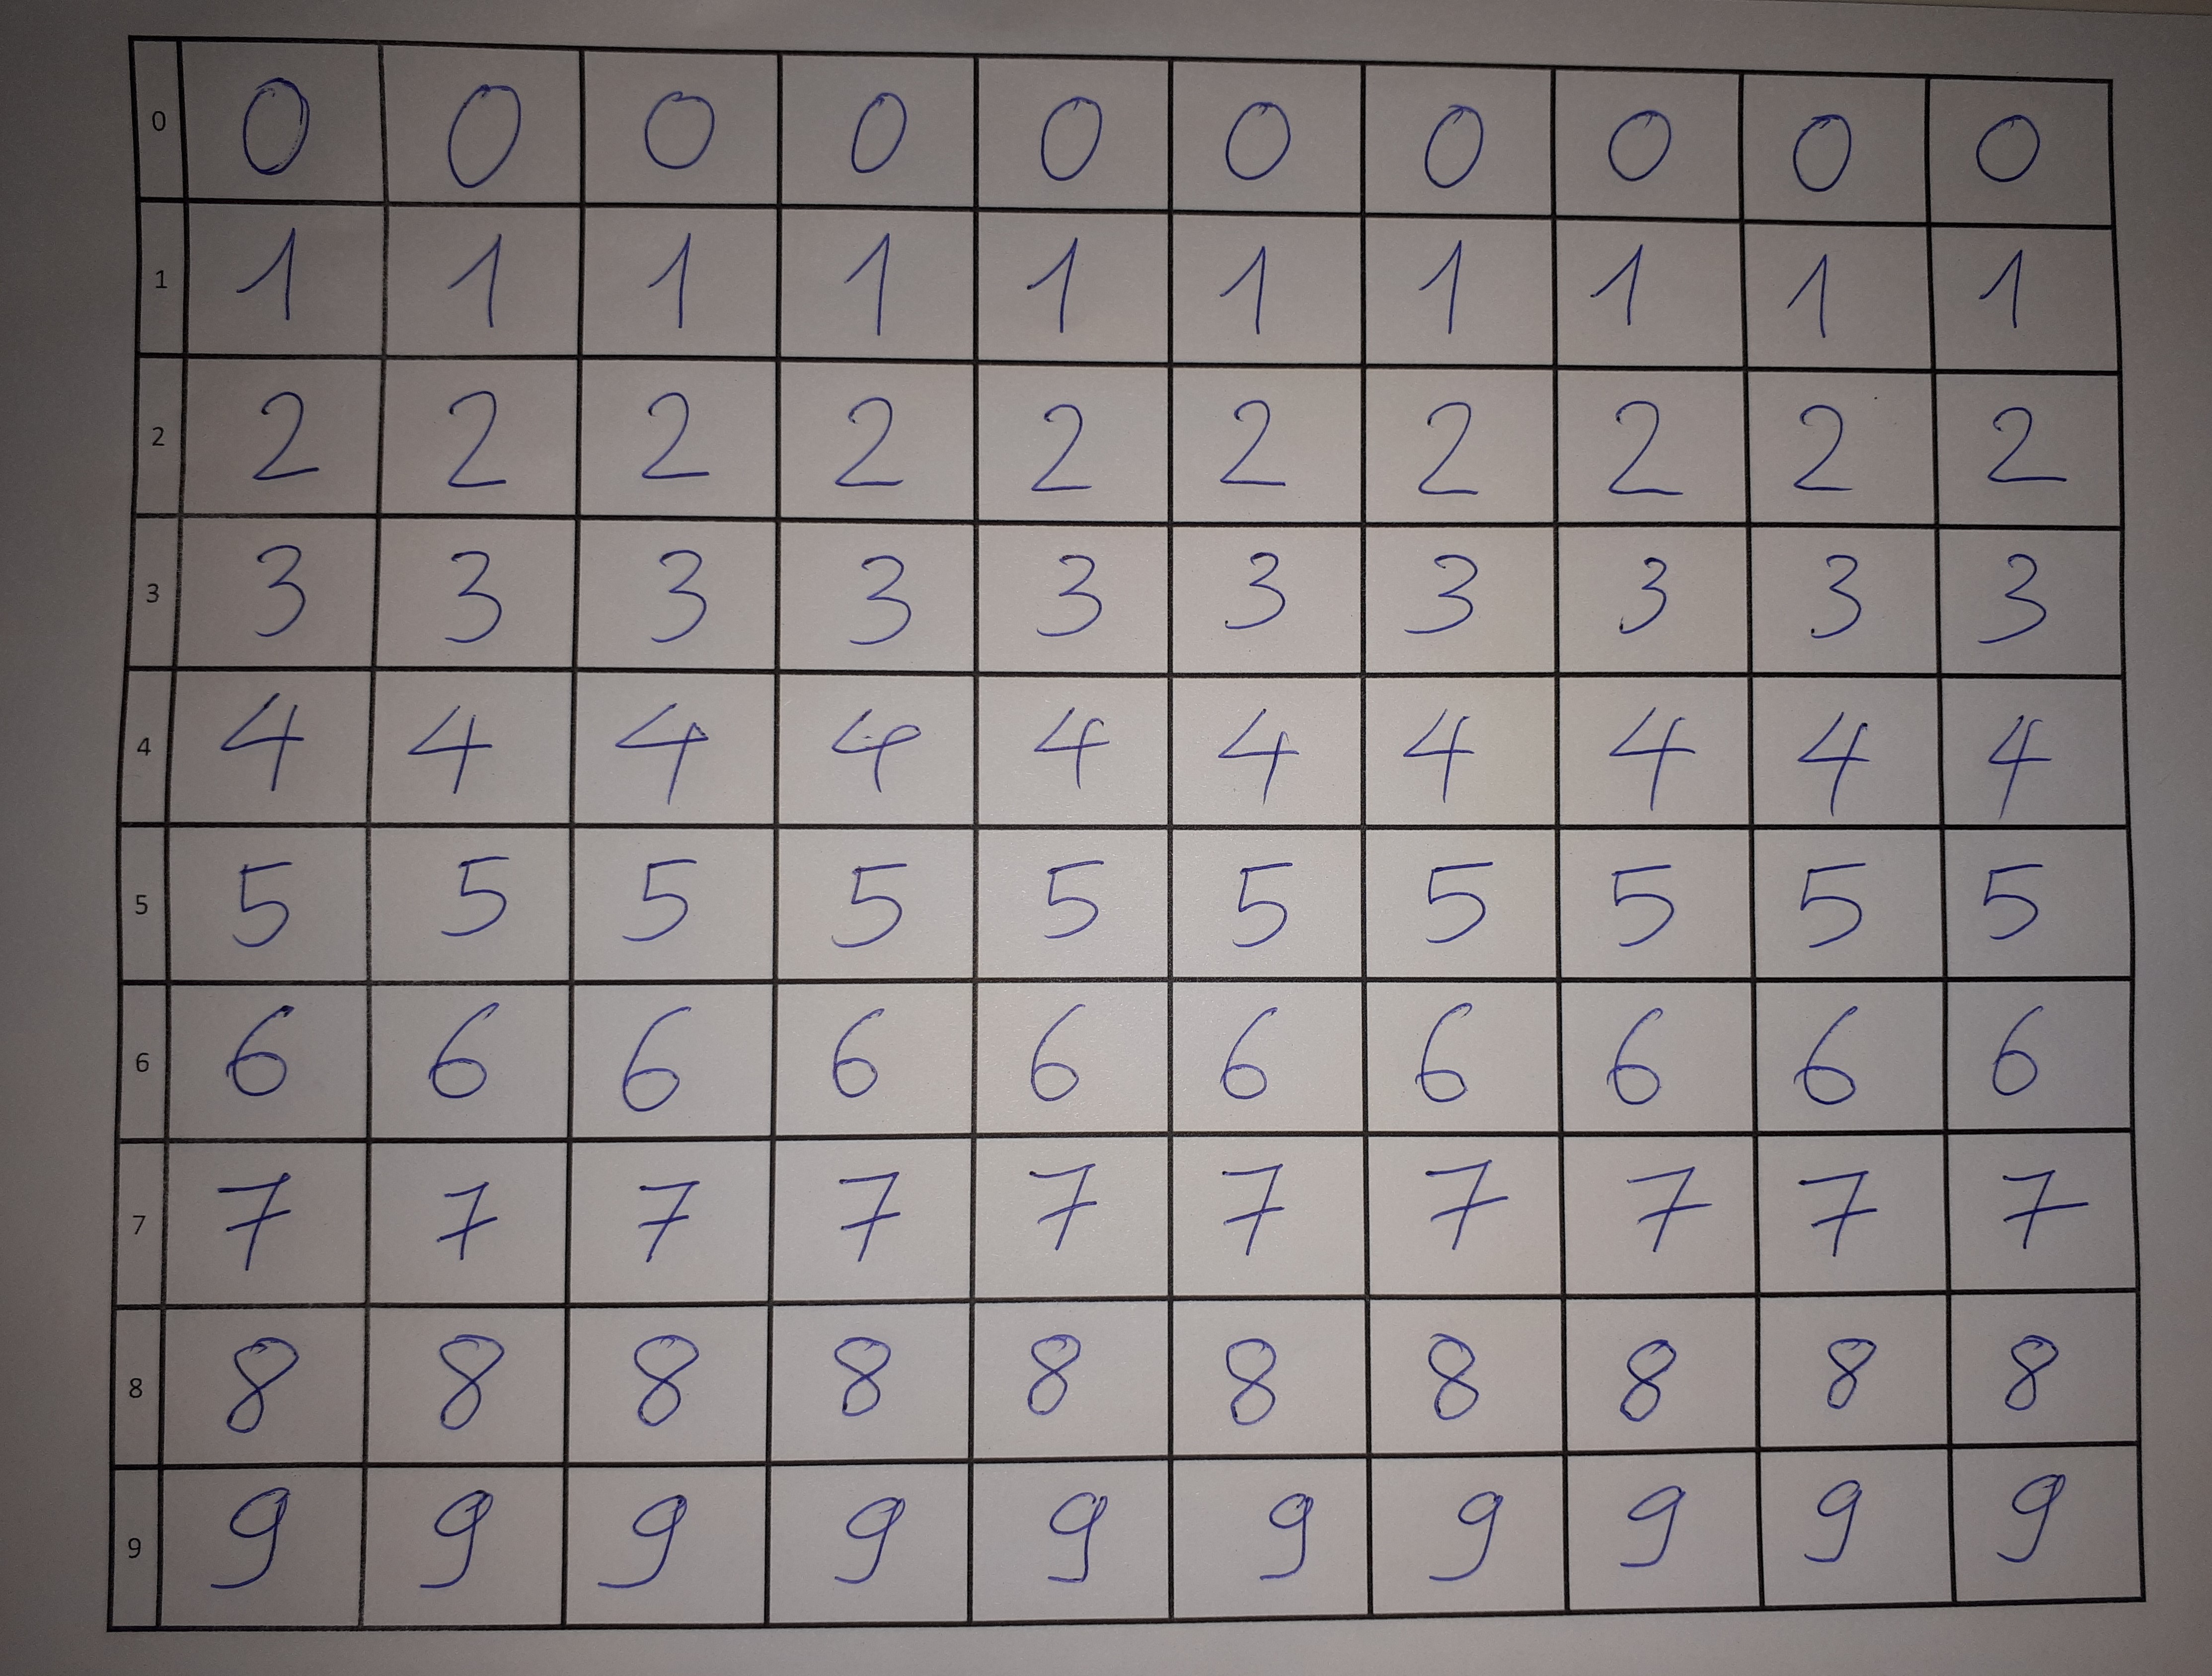 0 0 0 0 0 0 0 0 0 0 0
1 1 1 1 1 1 1 1 1 1 1
2 2 2 2 2 2 2 2 2 2 2
3 3 3 3 3 3 3 3 3 3 3
4 4 4 4 4 4 4 4 4 4 4
5 5 5 5 5 5 5 5 5 5 5
6 6 6 6 6 6 6 6 6 6 6
7 7 7 7 7 7 7 7 7 7 7
8 8 8 8 8 8 8 8 8 8 8
9 9 9 9 9 9 9 9 9 9 9